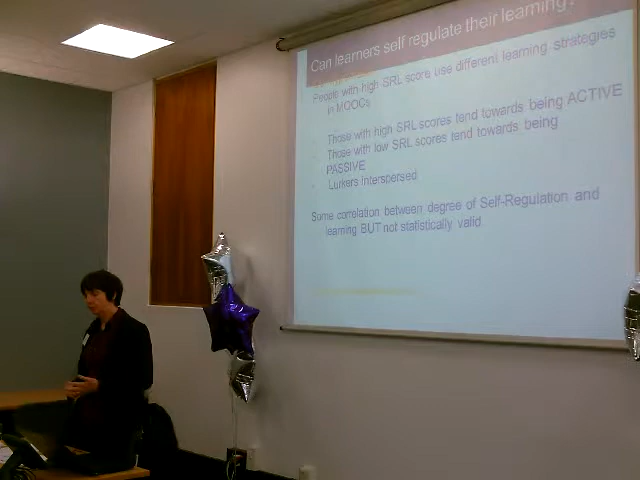 Can learners self regulate their learning?
People with high SRL score use different learning strategies
in MOOCs
Those with high SRL scores tend towards being ACTIVE
Those with low SRL scores tend towards being
PASSIVE
Lurkers interspersed
Some correlation between degree of Self-Regulation and
learning BUT not statistically valid